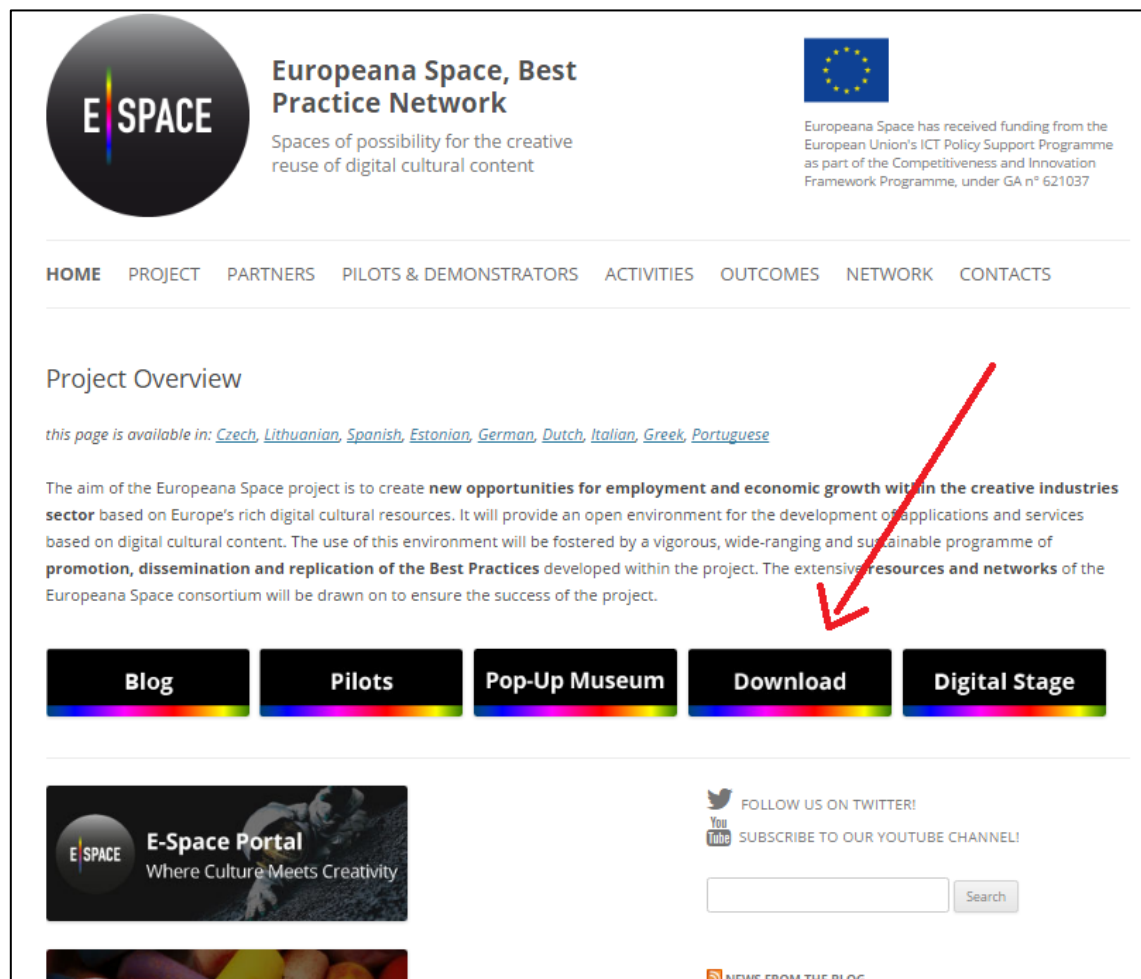 E SPACE
Europeana Space, Best
Practice Network
Spaces of possibility for the creative
reuse of digital cultural content
Europeana Space has received funding from the
European Union's ICT Policy Support Programme
as part of the Competitiveness and Innovation
Framework Programme, under GA n° 621037
HOME PROJECT PARTNERS PILOTS & DEMONSTRATORS ACTIVITIES OUTCOMES NETWORK CONTACTS
Project Overview
this page is available in: Czech, Lithuanian, Spanish, Estonian, German, Dutch, Italian, Greek, Portuguese
The aim of the Europeana Space project is to create new opportunities for employment and economic growth within the creative industries
sector based on Europe's rich digital cultural resources. It will provide an open environment for the development of applications and services
based on digital cultural content. The use of this environment will be fostered by a vigorous, wide-ranging and sustainable programme of
promotion, dissemination and replication of the Best Practices developed within the project. The extensive resources and networks of the
Europeana Space consortium will be drawn on to ensure the success of the project.
Blog Pilots Pop-Up Museum Download Digital Stage
E SPACE
E-Space Portal
Where Culture Meets Creativity
FOLLOW US ON TWITTER!
You
Tube SUBSCRIBE TO OUR YOUTUBE CHANNEL!
Search
NEWS FROM THE BLOG